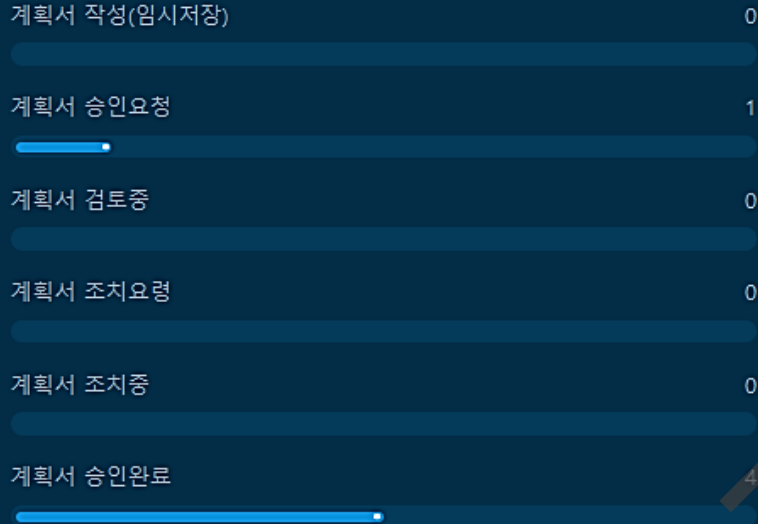 계획서 작성(임시저장) 0
계획서 승인요청 1
계획서 검토중 0
계획서 조치요령 0
계획서 조치중 0
계획서 승인완료 4